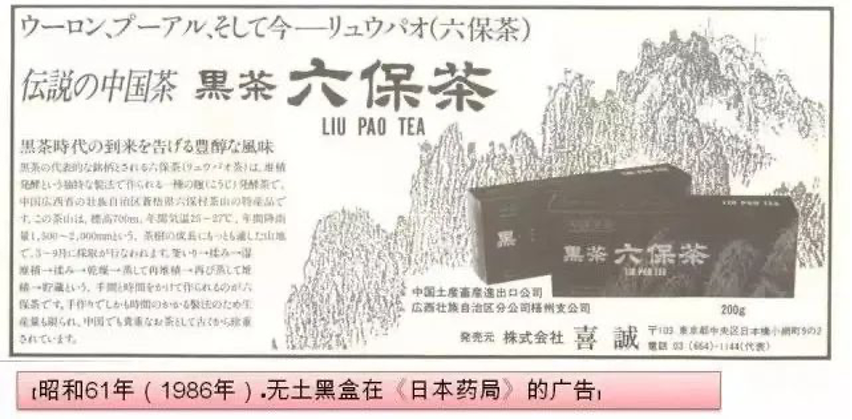 ウーロン、プーアル、そして今──リュウパオ(六保茶)
伝説の中国茶 黒茶 六保茶
LIU PAO TEA
黒茶時代の到来を告げる豊醇な風味
黒茶の代表的な銘柄とされる六保茶(リュウパオ茶)は、堆積
発酵という独特な製法で作られる一種の麹(こうじ)発酵茶で、
中国広西省の壮族自治区蒼梧県六保村茶山の特産品で
す。この茶山は、標高700m、年間気温25〜27℃、年間降雨
量1,500〜2,000mmという、茶樹の成長にもっとも適した山地
で、3〜9月に採取が行なわれます。釜いり→揉み→湿
堆積→揉み→乾燥→蒸して再堆積→再び蒸して堆
積→貯蔵という、手間と時間をかけて作られるのが六
保茶です。手作りでしかも時間のかかる製法のため生
産量も限られ、中国でも貴重なお茶として古くから珍重
されています。
LIU PAO TEA
黒
LIU PAO TEA
黒茶 六保茶
LIU PAO TEA
中国土産畜産進出口公司
広西壮族自治区分公司梧州支公司
200g
発売元 株式会社 喜誠
〒103 東京都中央区日本橋小網町9の2
電話 03(664)-1144(代表)
昭和61年(1986年).无土黑盒在《日本药局》的广告